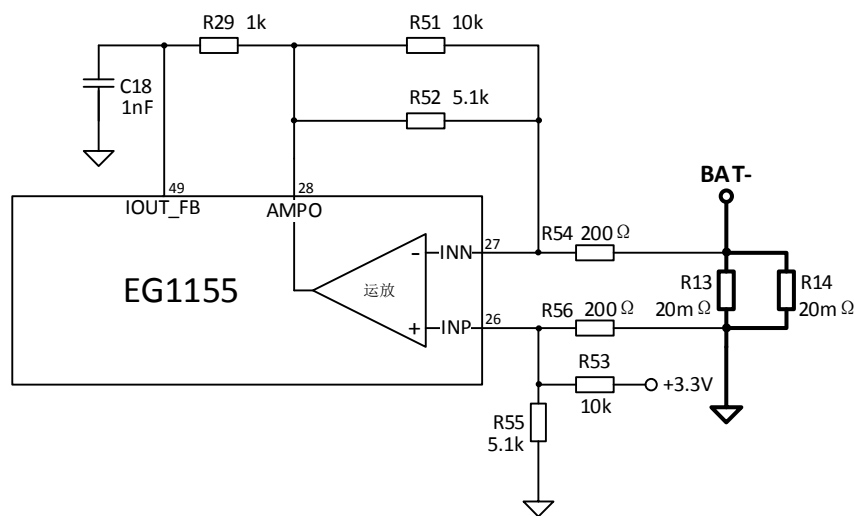 R29 1k
R51 10k
C18
1nF
R52 5.1k
BAT-
49
28
IOUT_FB
AMPO
27
R54 200Ω
- INN
R13
R14
EG1155
运放
20mΩ
20mΩ
26
R56 200Ω
+ INP
R53
+3.3V
10k
R55
5.1k